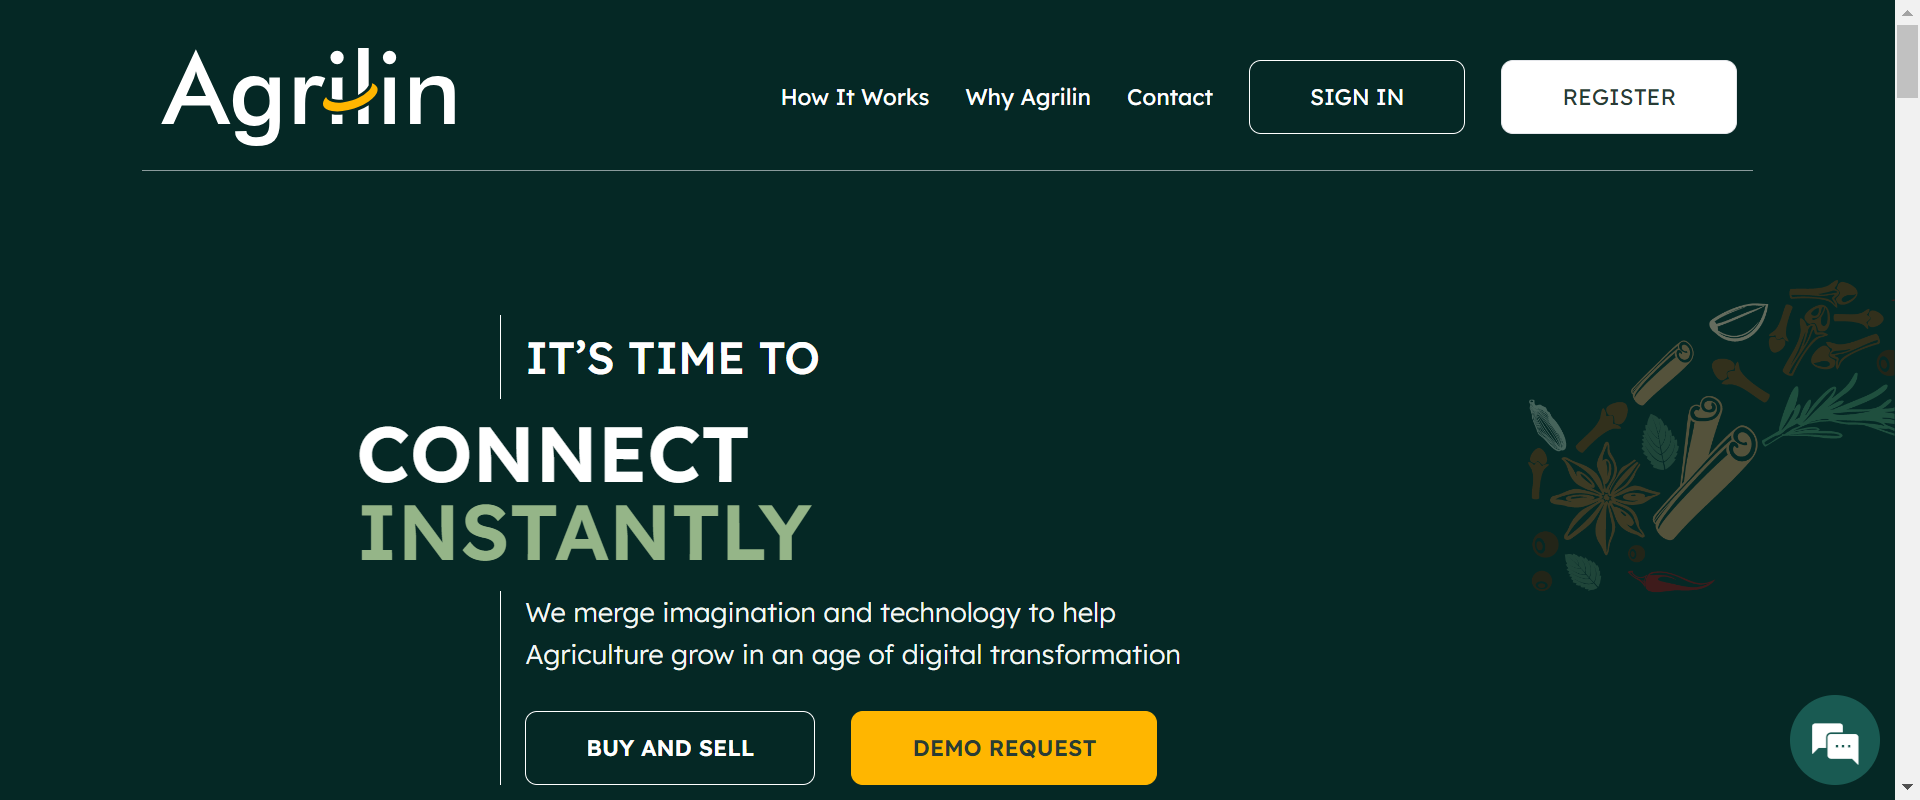 Agrilin
How It Works
Why Agrilin
Contact
SIGN IN
REGISTER
IT’S TIME TO
CONNECT
INSTANTLY
We merge imagination and technology to help
Agriculture grow in an age of digital transformation
BUY AND SELL
DEMO REQUEST